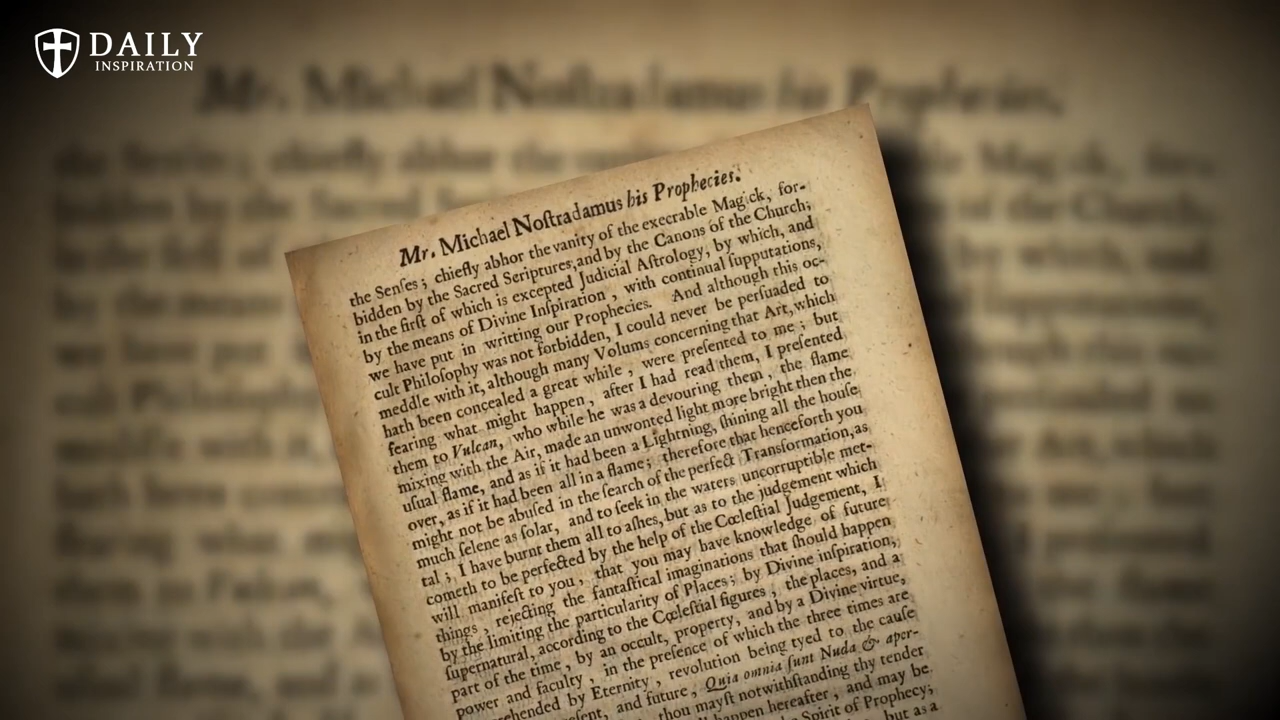 DAILY
INSPIRATION
Mr. Michael Noſtradamus his Prophecies.
the Senſes ; chiefly abhor the vanity of the execrable Magick, for-
bidden by the Sacred Scriptures, and by the Canons of the Church;
in the firſt of which is excepted Judicial Aſtrology, by which, and
by the means of Divine Inſpiration , with continual ſupputations,
we have put in writting our Prophecies. And although this oc-
cult Philoſophy was not forbidden, I could never be perſuaded to
meddle with it, although many Volums concerning that Art, which
hath been concealed a great while , were preſented to me ; but
fearing what might happen , after I had read them, I preſented
them to Vulcan, who while he was a devouring them , the flame
mixing with the Air, made an unwonted light more bright then the
uſual flame, and as if it had been a Lightning, ſhining all the houſe
over, as if it had been all in a flame; therefore that henceforth you
might not be abuſed in the ſearch of the perfect Transformation, as
much ſelene as ſolar, and to ſeek in the waters uncorruptible met-
tal ; I have burnt them all to aſhes, but as to the judgement which
cometh to be perfected by the help of the Cœleſtial Judgement, I
will manifeſt to you , that you may have knowledge of future
things , rejecting the fantaſtical imaginations that ſhould happen
by the limiting the particularity of Places ; by Divine inſpiration,
ſupernatural, according to the Cœleſtial figures , the places, and a
part of the time , by an occult, property, and by a Divine virtue,
power and faculty , in the preſence of which the three times are
rehended by Eternity , revolution being tyed to the cauſe
ſent, and future , Quia omnia ſunt Nuda & aper-
thou mayſt notwithſtanding thy tender
happen hereafter , and may be
Spirit of Prophecy;
but as a